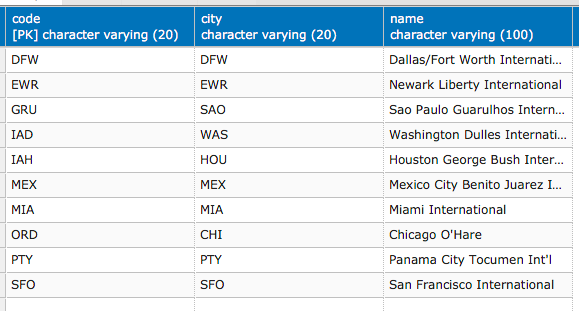 code city name
[PK] character varying (20) character varying (20) character varying (100)
DFW DFW Dallas/Fort Worth Internati...
EWR EWR Newark Liberty International
GRU SAO Sao Paulo Guarulhos Intern...
IAD WAS Washington Dulles Internati...
IAH HOU Houston George Bush Inter...
MEX MEX Mexico City Benito Juarez I...
MIA MIA Miami International
ORD CHI Chicago O'Hare
PTY PTY Panama City Tocumen Int'l
SFO SFO San Francisco International